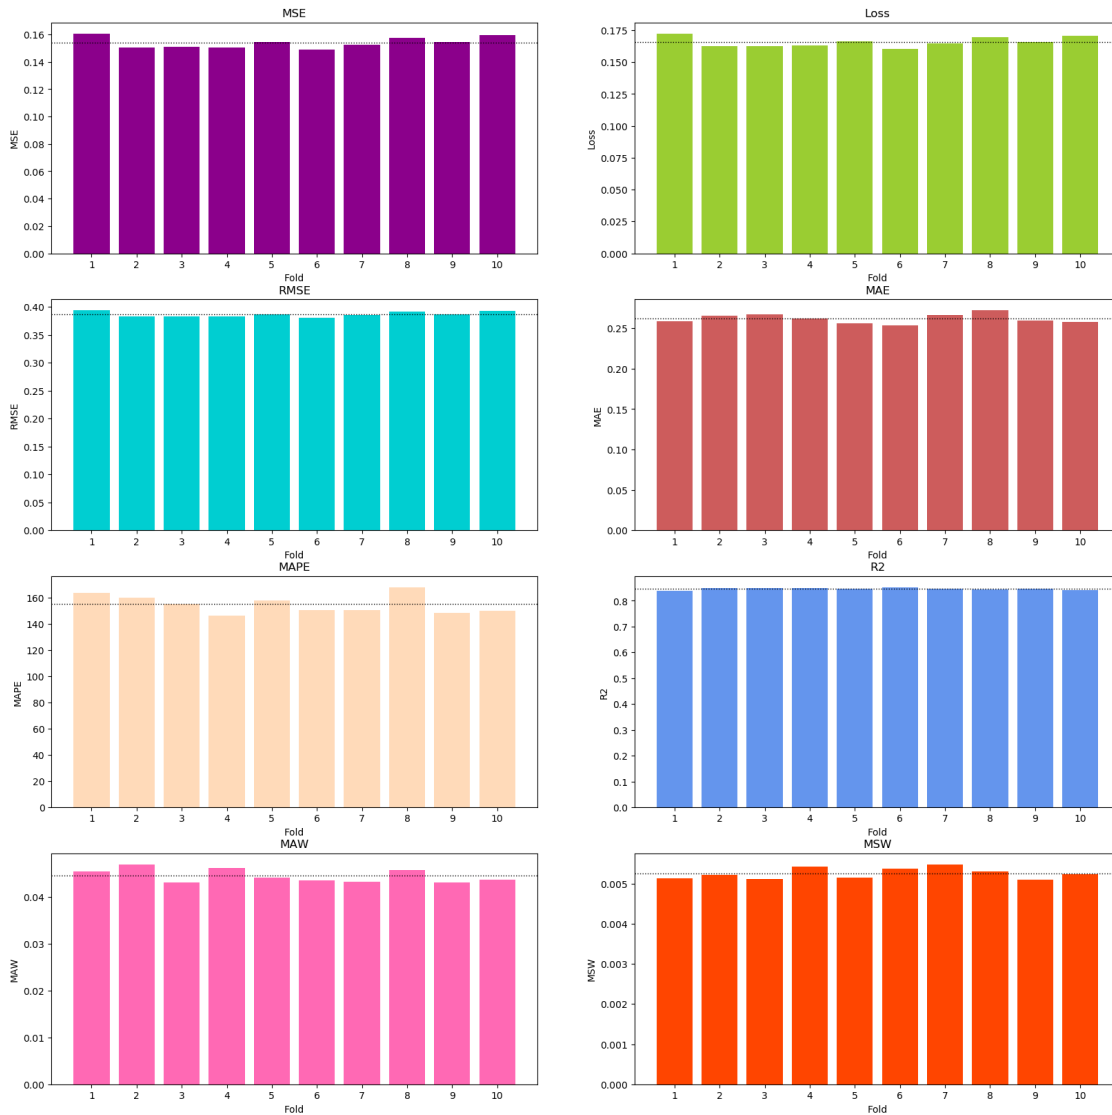 MSE
0.16
0.14
0.12
0.10
0.08
0.06
0.04
0.02
0.00
MSE
1 2 3 4 5 6 7 8 9 10
Fold
Loss
0.175
0.150
0.125
0.100
0.075
0.050
0.025
0.000
Loss
1 2 3 4 5 6 7 8 9 10
Fold
RMSE
0.40
0.35
0.30
0.25
0.20
0.15
0.10
0.05
0.00
RMSE
1 2 3 4 5 6 7 8 9 10
Fold
MAE
0.25
0.20
0.15
0.10
0.05
0.00
MAE
1 2 3 4 5 6 7 8 9 10
Fold
MAPE
160
140
120
100
80
60
40
20
0
MAPE
1 2 3 4 5 6 7 8 9 10
Fold
R2
0.8
0.7
0.6
0.5
0.4
0.3
0.2
0.1
0.0
R2
1 2 3 4 5 6 7 8 9 10
Fold
MAW
0.04
0.03
0.02
0.01
0.00
MAW
1 2 3 4 5 6 7 8 9 10
Fold
MSW
0.005
0.004
0.003
0.002
0.001
0.000
MSW
1 2 3 4 5 6 7 8 9 10
Fold